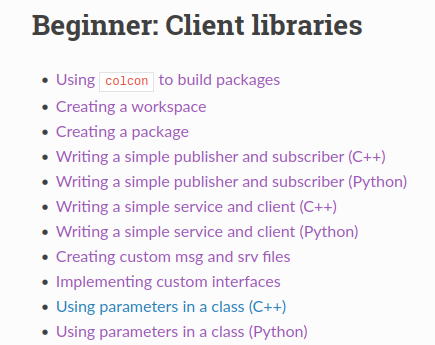 Beginner: Client libraries
Using colcon to build packages
Creating a workspace
Creating a package
Writing a simple publisher and subscriber (C++)
Writing a simple publisher and subscriber (Python)
Writing a simple service and client (C++)
Writing a simple service and client (Python)
Creating custom msg and srv files
Implementing custom interfaces
Using parameters in a class (C++)
Using parameters in a class (Python)